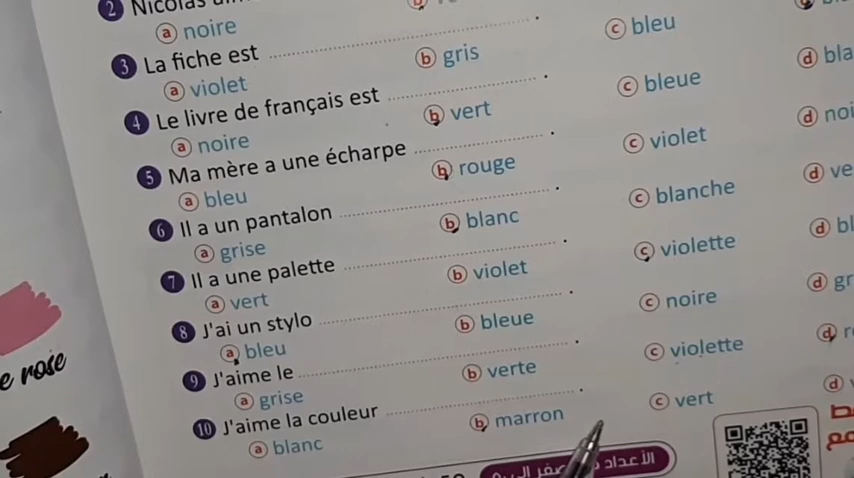 2 Nicolas
a noire b c bleu
3 La fiche est ........................ .
a violet b gris c bleue d
4 Le livre de français est ........................ .
a noire b vert c violet d
5 Ma mère a une écharpe ........................ .
a bleu b rouge c blanche d
6 Il a un pantalon ........................ .
a grise b blanc c violette d
7 Il a une palette ........................ .
a vert b violet c noire d
8 J'ai un stylo ........................ .
a bleu b bleue c violette d
9 J'aime le ........................ .
a grise b verte c vert d
10 J'aime la couleur ........................ .
a blanc b marron
e rose
الأعداد